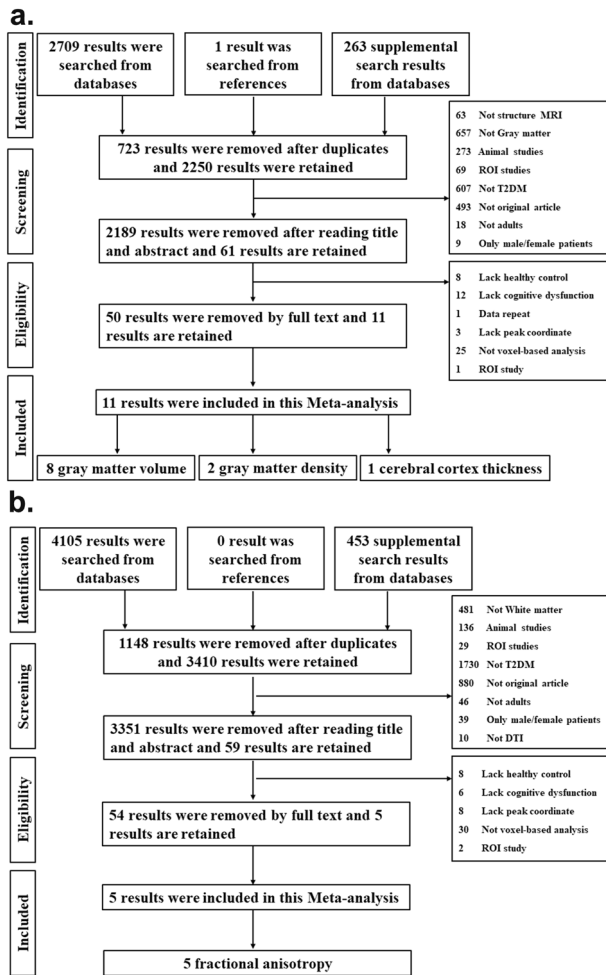 a.
Identification
2709 results were
searched from
databases
1 result was
searched from
references
263 supplemental
search results
from databases
723 results were removed after duplicates
and 2250 results were retained
63 Not structure MRI
657 Not Gray matter
273 Animal studies
69 ROI studies
607 Not T2DM
493 Not original article
18 Not adults
9 Only male/female patients
Screening
2189 results were removed after reading title
and abstract and 61 results are retained
8 Lack healthy control
12 Lack cognitive dysfunction
1 Data repeat
3 Lack peak coordinate
25 Not voxel-based analysis
1 ROI study
Eligibility
50 results were removed by full text and 11
results are retained
Included
11 results were included in this Meta-analysis
8 gray matter volume
2 gray matter density
1 cerebral cortex thickness
b.
Identification
4105 results were
searched from
databases
0 result was
searched from
references
453 supplemental
search results
from databases
1148 results were removed after duplicates
and 3410 results were retained
481 Not White matter
136 Animal studies
29 ROI studies
1730 Not T2DM
880 Not original article
46 Not adults
39 Only male/female patients
10 Not DTI
Screening
3351 results were removed after reading title
and abstract and 59 results are retained
8 Lack healthy control
6 Lack cognitive dysfunction
8 Lack peak coordinate
30 Not voxel-based analysis
2 ROI study
Eligibility
54 results were removed by full text and 5
results are retained
Included
5 results were included in this Meta-analysis
5 fractional anisotropy